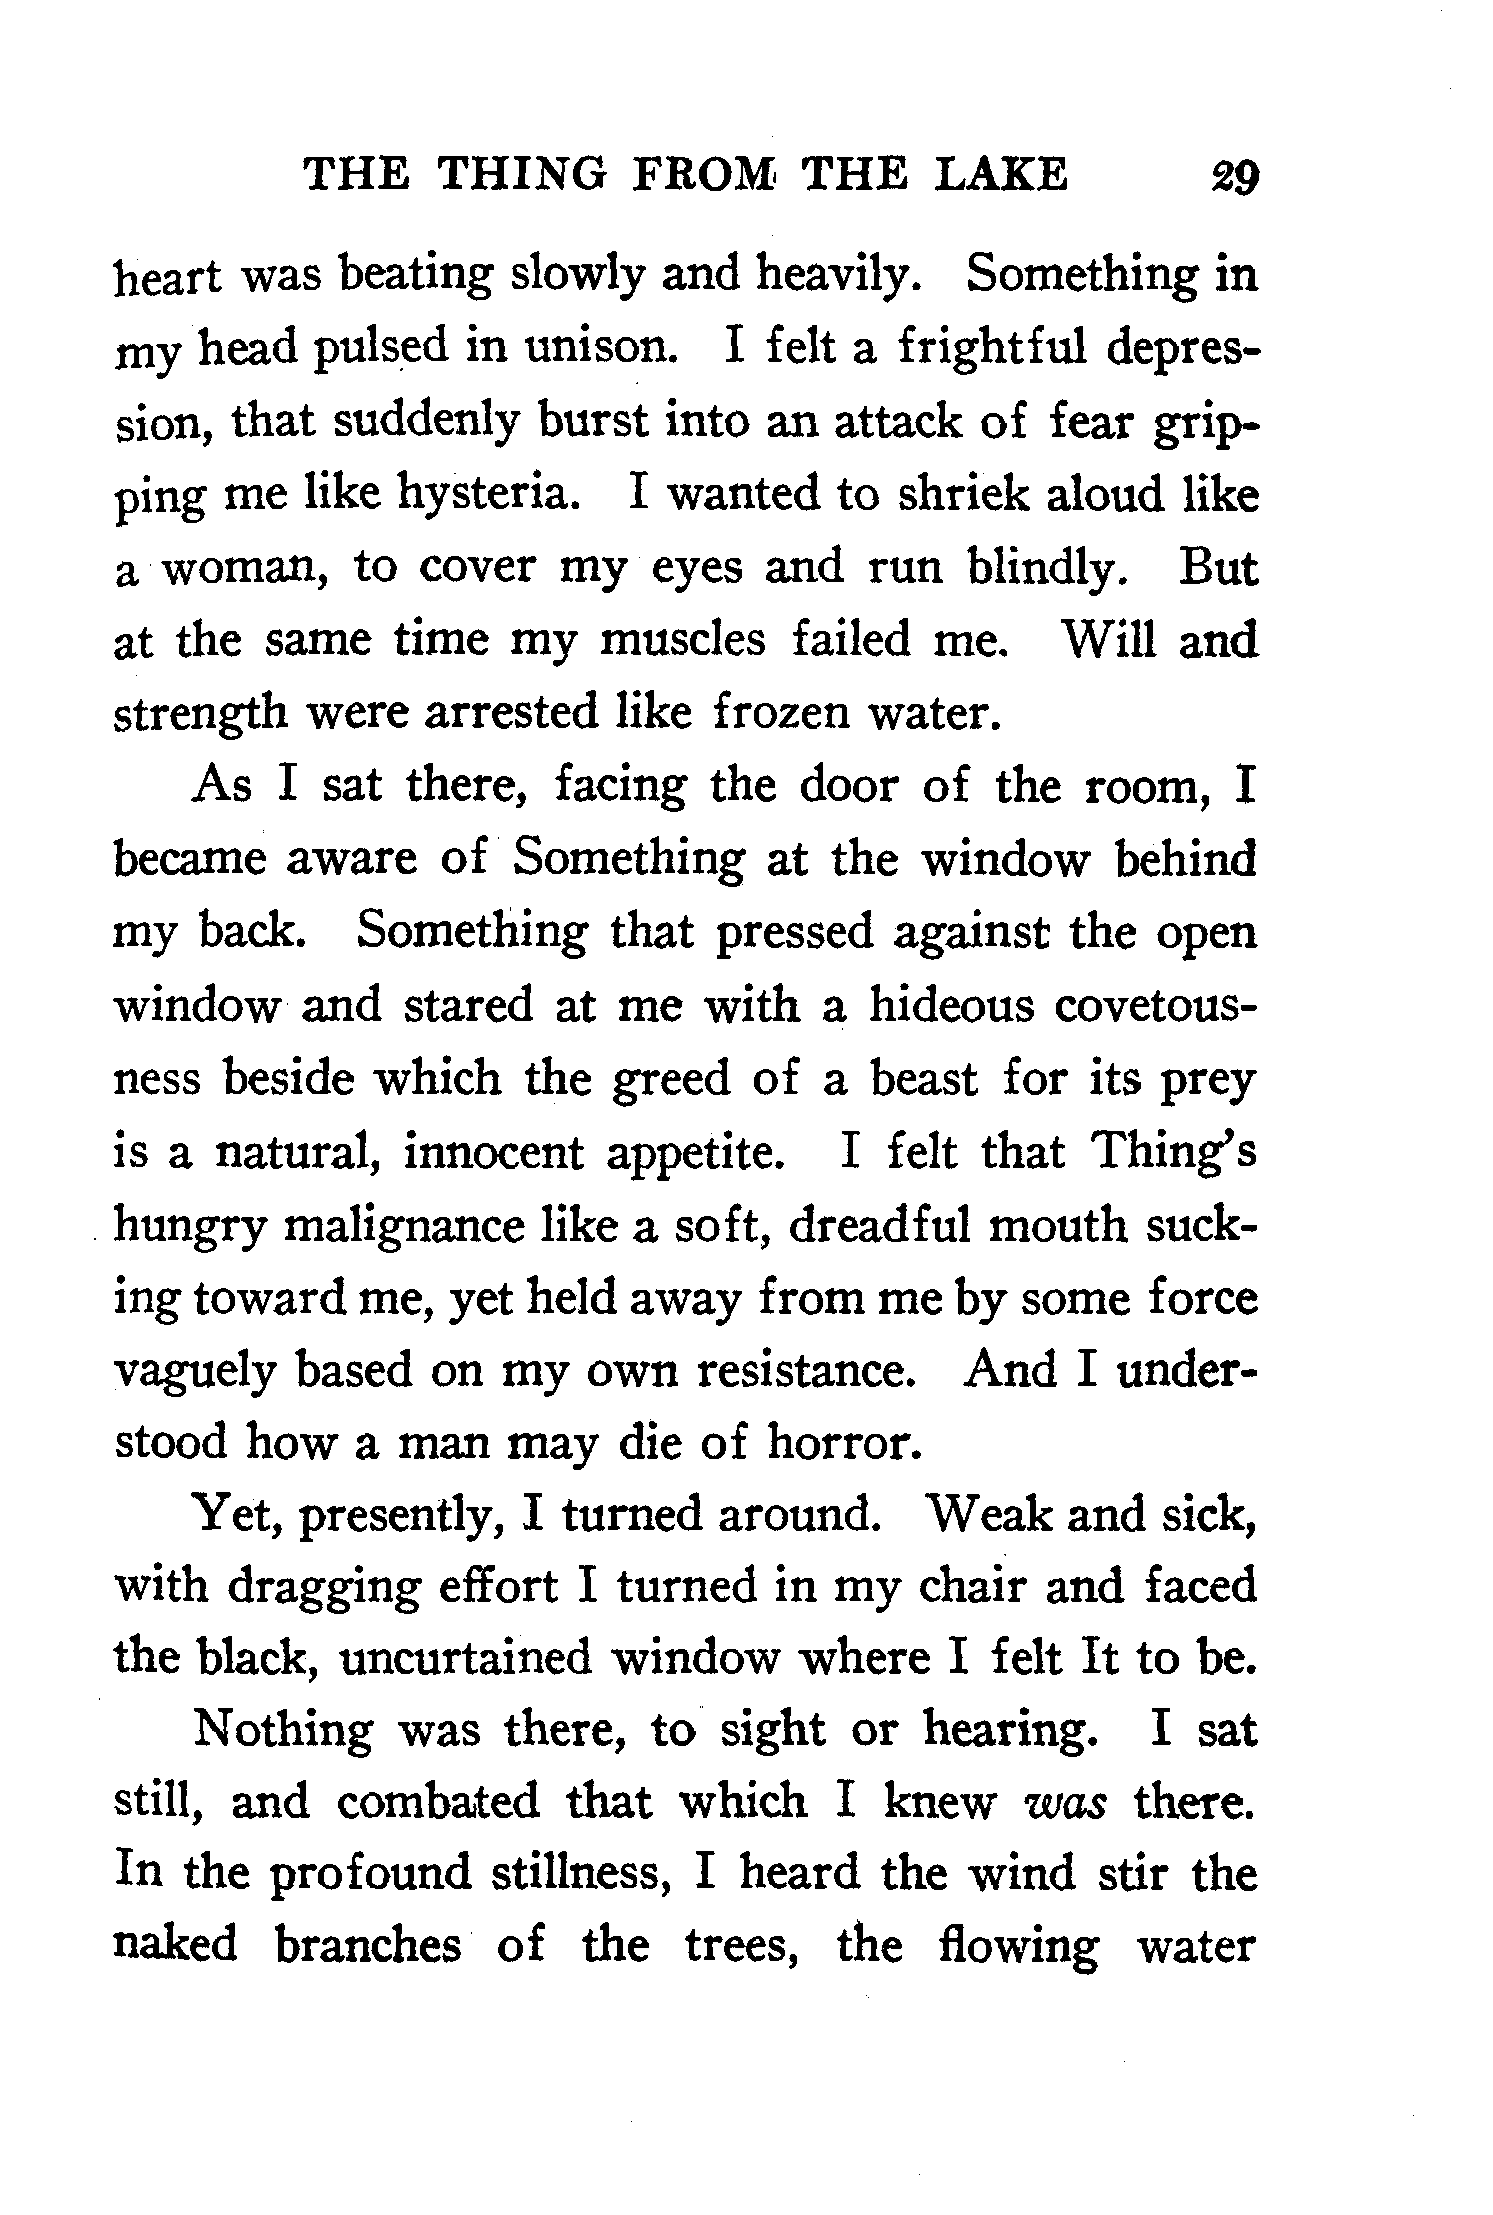 THE THING FROM THE LAKE 29
heart was beating slowly and heavily. Something in
my head pulsed in unison. I felt a frightful depres-
sion, that suddenly burst into an attack of fear grip-
ping me like hysteria. I wanted to shriek aloud like
a woman, to cover my eyes and run blindly. But
at the same time my muscles failed me. Will and
strength were arrested like frozen water.
As I sat there, facing the door of the room, I
became aware of Something at the window behind
my back. Something that pressed against the open
window and stared at me with a hideous covetous-
ness beside which the greed of a beast for its prey
is a natural, innocent appetite. I felt that Thing's
hungry malignance like a soft, dreadful mouth suck-
ing toward me, yet held away from me by some force
vaguely based on my own resistance. And I under-
stood how a man may die of horror.
Yet, presently, I turned around. Weak and sick,
with dragging effort I turned in my chair and faced
the black, uncurtained window where I felt It to be.
Nothing was there, to sight or hearing. I sat
still, and combated that which I knew was there.
In the profound stillness, I heard the wind stir the
naked branches of the trees, the flowing water